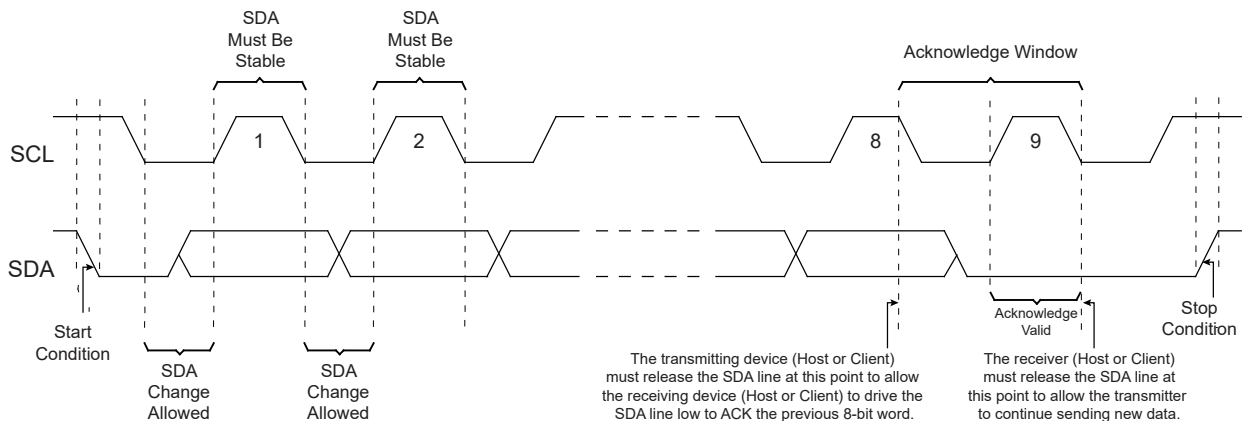 SDA
Must Be
Stable
SDA
Must Be
Stable
Acknowledge Window
SCL
1
2
8
9
SDA
Start
Condition
SDA
Change
Allowed
SDA
Change
Allowed
Acknowledge
Valid
Stop
Condition
The transmitting device (Host or Client)
must release the SDA line at this point to allow
the receiving device (Host or Client) to drive the
SDA line low to ACK the previous 8-bit word.
The receiver (Host or Client)
must release the SDA line at
this point to allow the transmitter
to continue sending new data.